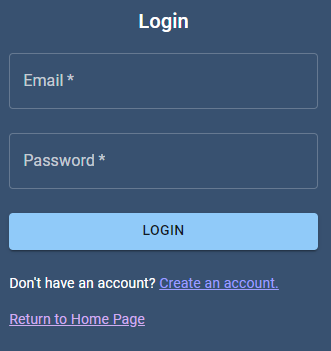 Login
Email *
Password *
LOGIN
Don't have an account? Create an account.
Return to Home Page